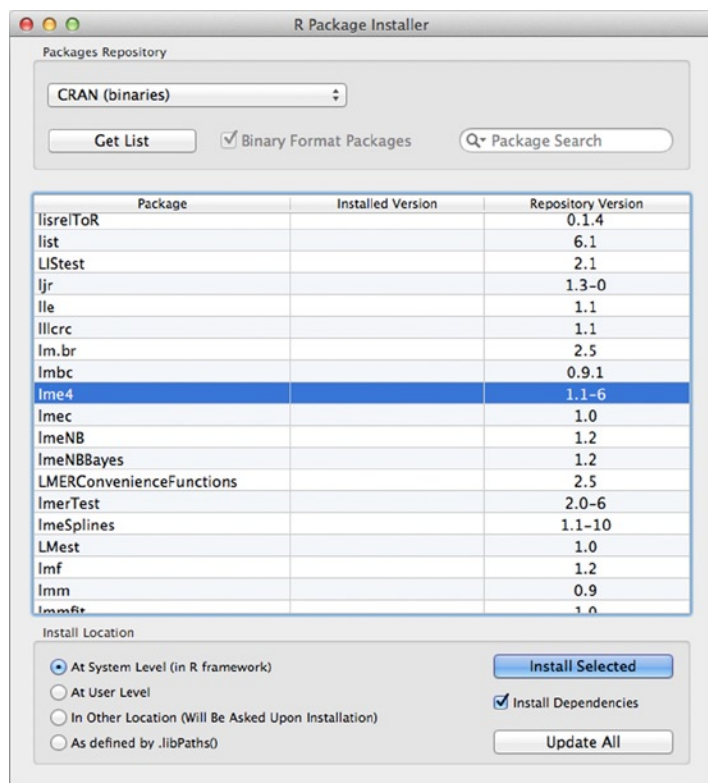 R Package Installer
Packages Repository
CRAN (binaries)
Get List
Binary Format Packages
Package Search
Package Installed Version Repository Version
lisrelToR 0.1.4
list 6.1
LIStest 2.1
ljr 1.3-0
lle 1.1
lllcrc 1.1
lm.br 2.5
lmbc 0.9.1
lme4 1.1-6
lmec 1.0
lmeNB 1.2
lmeNBBayes 1.2
LMERConvenienceFunctions 2.5
lmerTest 2.0-6
lmeSplines 1.1-10
LMest 1.0
lmf 1.2
lmm 0.9
lmmfit 1.0
Install Location
At System Level (in R framework)
At User Level
In Other Location (Will Be Asked Upon Installation)
As defined by .libPaths()
Install Selected
Install Dependencies
Update All